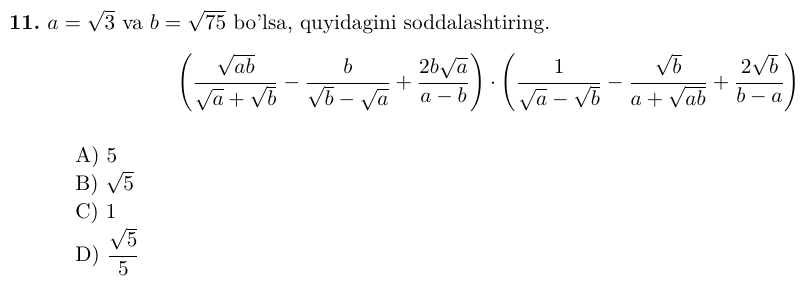 11. a = √3 va b = √75 bo’lsa, quyidagini soddalashtiring.
(√(ab)/(√a + √b) − b/(√b − √a) + 2b√a/(a − b)) · (1/(√a − √b) − √b/(a + √(ab)) + 2√b/(b − a))
A) 5
B) √5
C) 1
D) √5/5